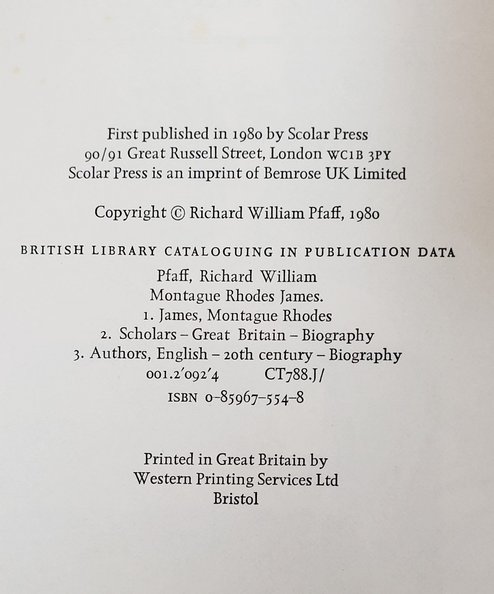 First published in 1980 by Scolar Press
90/91 Great Russell Street, London WC1B 3PY
Scolar Press is an imprint of Bemrose UK Limited
Copyright © Richard William Pfaff, 1980
BRITISH LIBRARY CATALOGUING IN PUBLICATION DATA
Pfaff, Richard William
Montague Rhodes James.
1. James, Montague Rhodes
2. Scholars – Great Britain – Biography
3. Authors, English – 20th century – Biography
001.2'092'4 CT788.J/
ISBN 0–85967–554–8
Printed in Great Britain by
Western Printing Services Ltd
Bristol